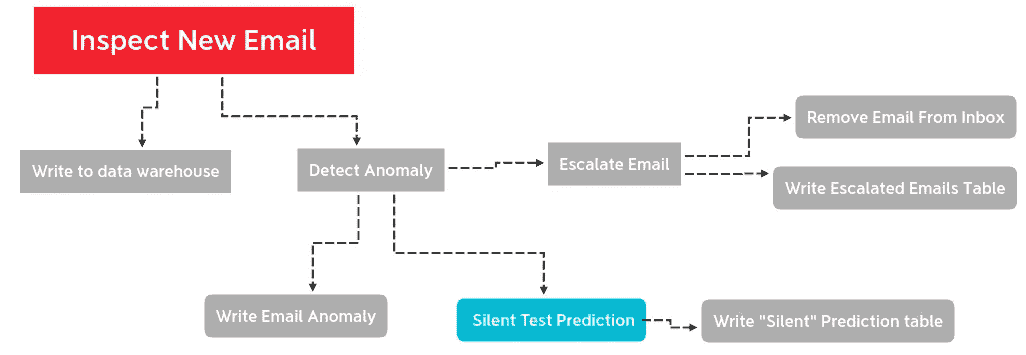 Inspect New Email
Remove Email From Inbox
Write to data warehouse
Detect Anomaly
Escalate Email
Write Escalated Emails Table
Write Email Anomaly
Silent Test Prediction
Write "Silent" Prediction table